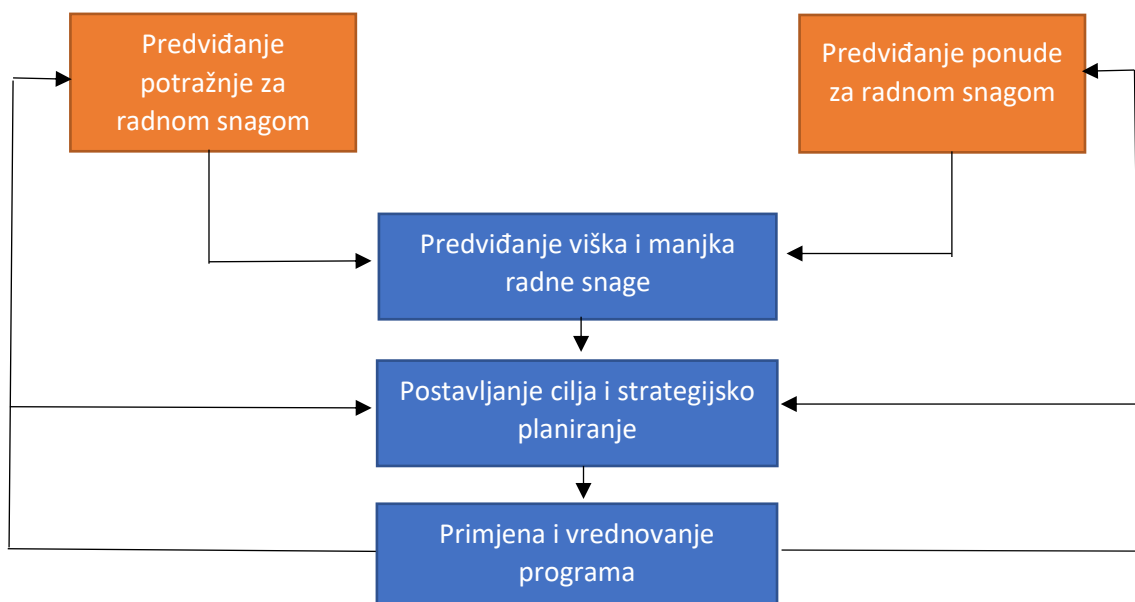 Predviđanje
potražnje za
radnom snagom
Predviđanje ponude
za radnom snagom
Predviđanje viška i manjka
radne snage
Postavljanje cilja i strategijsko
planiranje
Primjena i vrednovanje
programa